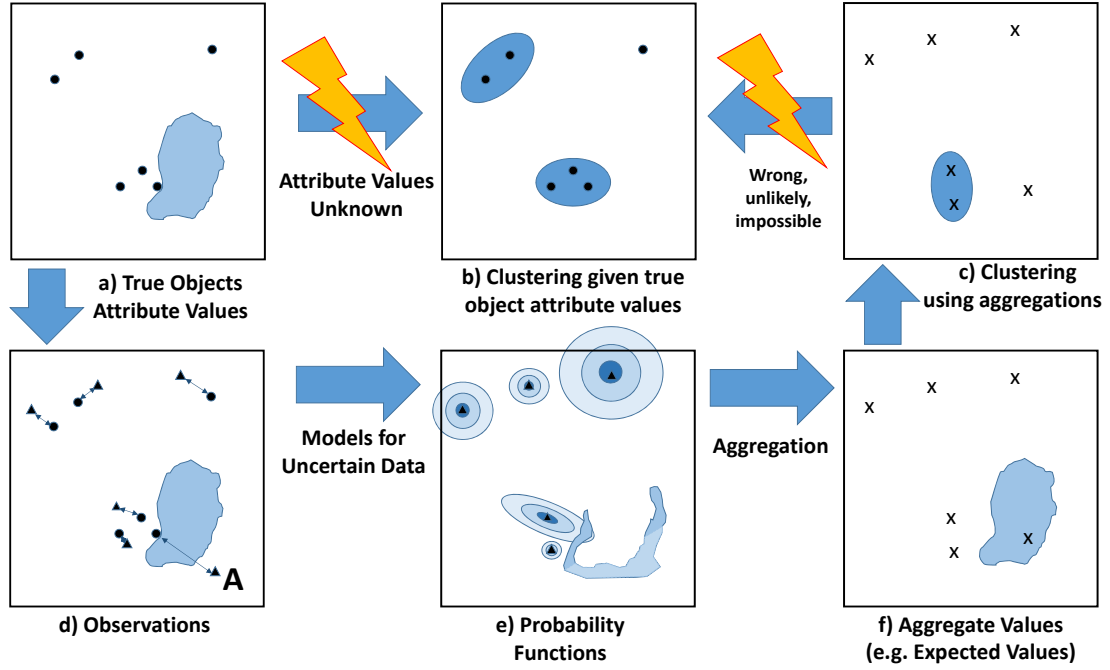 Attribute Values
Unknown
Wrong,
unlikely,
impossible
X
X
X
X
X
X
a) True Objects
Attribute Values
b) Clustering given true
object attribute values
c) Clustering
using aggregations
A
Models for
Uncertain Data
Aggregation
X
X
X
X
X
X
d) Observations
e) Probability
Functions
f) Aggregate Values
(e.g. Expected Values)